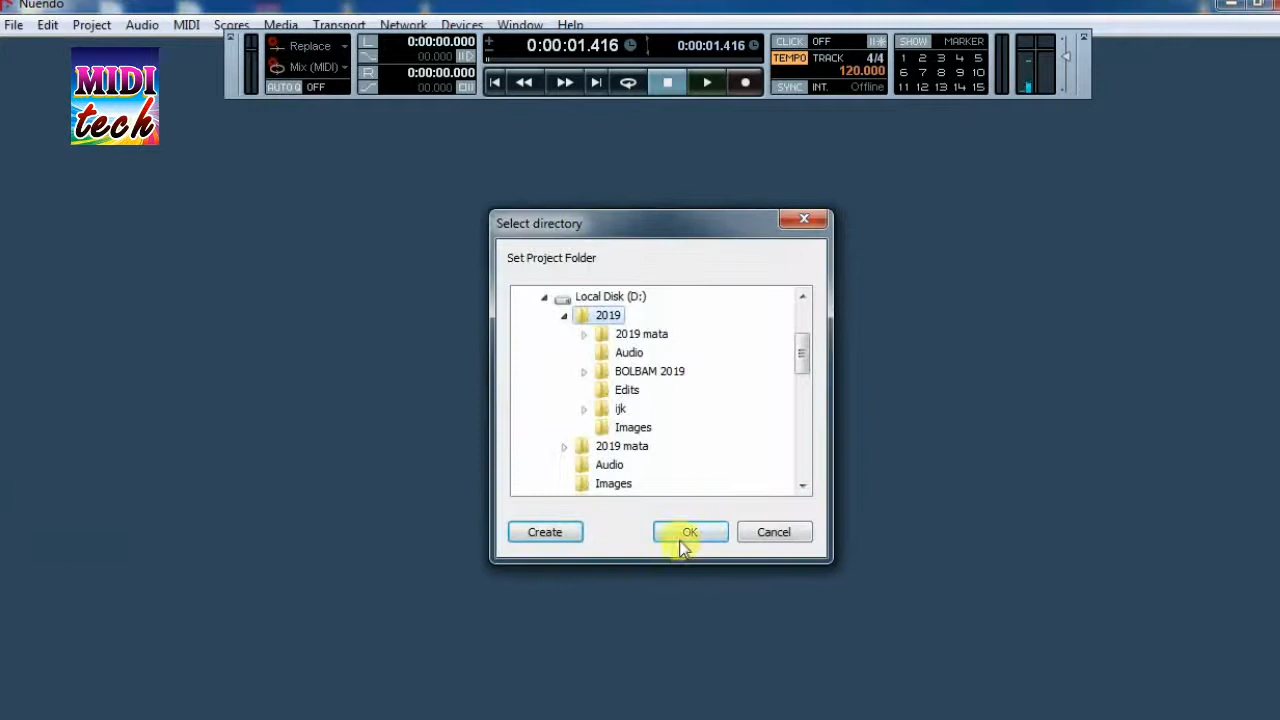 Nuendo
File Edit Project Audio MIDI Scores Media Transport Network Devices Window Help
MIDI
tech
Replace
Mix (MIDI)
AUTO Q OFF
L 0:00:00.000
00.000
R 0:00:00.000
00.000
0:00:01.416 0:00:01.416
CLICK OFF
TEMPO TRACK 4/4
120.000
SYNC INT. Offline
SHOW MARKER
1 2 3 4 5
6 7 8 9 10
11 12 13 14 15
Select directory
Set Project Folder
Local Disk (D:)
2019
2019 mata
Audio
BOLBAM 2019
Edits
ijk
Images
2019 mata
Audio
Images
Create OK Cancel